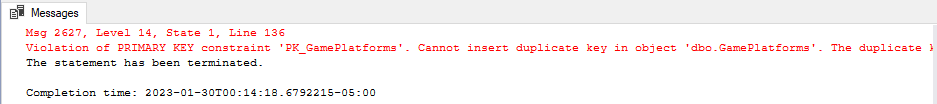 Messages
Msg 2627, Level 14, State 1, Line 136
Violation of PRIMARY KEY constraint 'PK_GamePlatforms'. Cannot insert duplicate key in object 'dbo.GamePlatforms'. The duplicate
The statement has been terminated.
Completion time: 2023-01-30T00:14:18.6792215-05:00